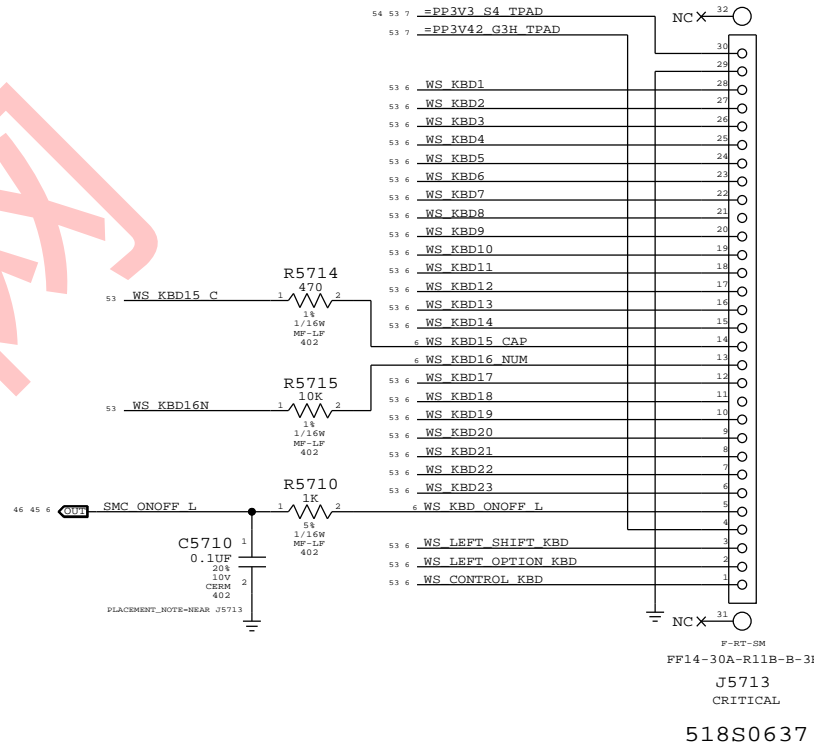 54 53 7 =PP3V3_S4_TPAD
NC 32
53 7 =PP3V42_G3H_TPAD
30
29
53 6 WS_KBD1 28
53 6 WS_KBD2 27
53 6 WS_KBD3 26
53 6 WS_KBD4 25
53 6 WS_KBD5 24
53 6 WS_KBD6 23
53 6 WS_KBD7 22
53 6 WS_KBD8 21
53 6 WS_KBD9 20
53 6 WS_KBD10 19
53 6 WS_KBD11 18
53 6 WS_KBD12 17
53 6 WS_KBD13 16
53 6 WS_KBD14 15
R5714
470
53 WS_KBD15_C 1 2
1%
1/16W
MF-LF
402
6 WS_KBD15_CAP 14
6 WS_KBD16_NUM 13
53 6 WS_KBD17 12
53 6 WS_KBD18 11
53 6 WS_KBD19 10
53 6 WS_KBD20 9
53 6 WS_KBD21 8
53 6 WS_KBD22 7
53 6 WS_KBD23 6
R5715
10K
53 WS_KBD16N 1 2
1%
1/16W
MF-LF
402
R5710
1K
46 45 6 OUT SMC_ONOFF_L 1 2
5%
1/16W
MF-LF
402
6 WS_KBD_ONOFF_L 5
4
53 6 WS_LEFT_SHIFT_KBD 3
53 6 WS_LEFT_OPTION_KBD 2
53 6 WS_CONTROL_KBD 1
C5710 1
0.1UF
20%
10V 2
CERM
402
PLACEMENT_NOTE=NEAR J5713
NC 31
F-RT-SM
FF14-30A-R11B-B-3H
J5713
CRITICAL
518S0637
网